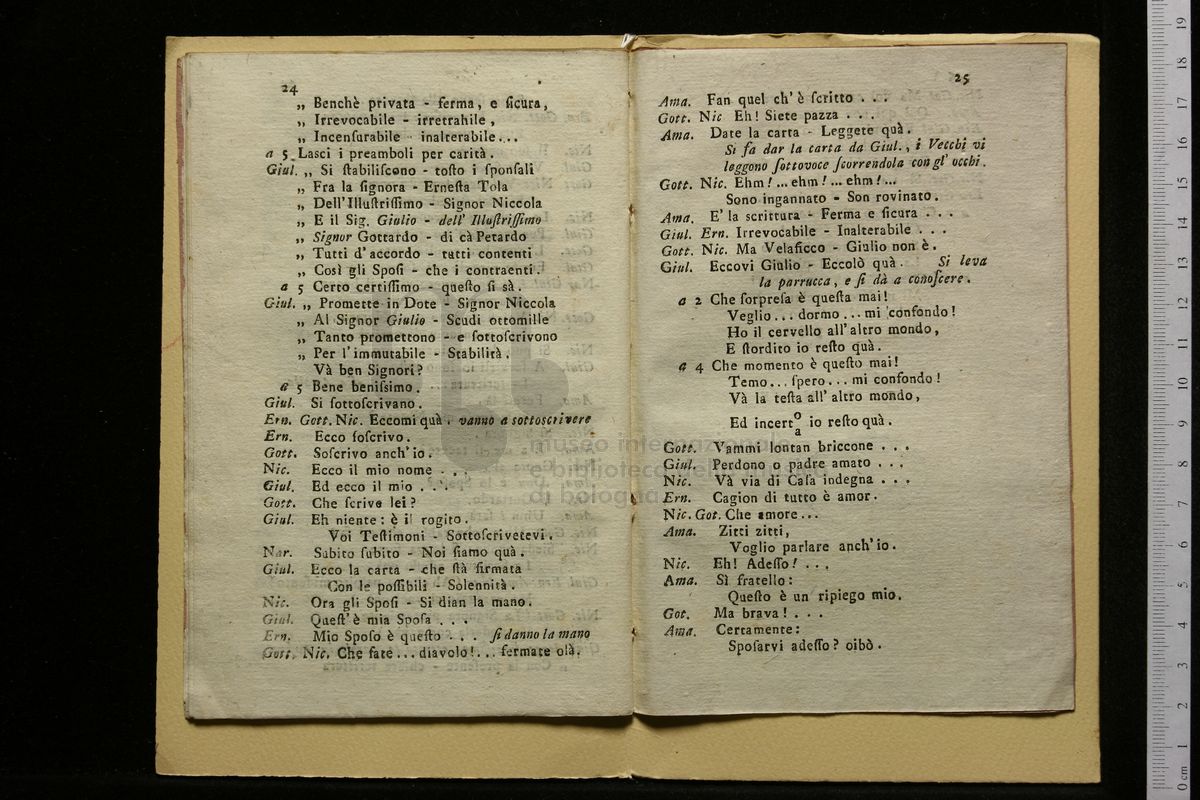 24
„ Benchè privata - ferma, e ſicura,
„ Irrevocabile - irretrahile,
„ Incenſurabile - inalterabile...
a 5 Lasci i preamboli per carità.
Giul. „ Si ſtabiliſcono - toſto i ſponſali
„ Fra la ſignora - Erneſta Tola
„ Dell'Illuſtriſſimo - Signor Niccola
„ E il Sig. Giulio - dell' Illuſtriſſimo
„ Signor Gottardo - di cà Petardo
„ Tutti d'accordo - tutti contenti
„ Così gli Spoſi - che i contraenti.
a 5 Certo certiſſimo - queſto ſi sà.
Giul. „ Promette in Dote - Signor Niccola
„ Al Signor Giulio - Scudi ottomille
„ Tanto promettono - e ſottoſcrivono
„ Per l'immutabile - Stabilità.
Và ben Signori?
a 5 Bene beniſſimo.
Giul. Si ſottoſcrivano.
Ern. Gott. Nic. Eccomi quà. vanno a sottoscrivere
Ern. Ecco ſoſcrivo.
Gott. Soſcrivo anch'io.
Nic. Ecco il mio nome - ...
Giul. Ed ecco il mio ...
Gott. Che ſcrive lei?
Giul. Eh niente: è il rogito.
Voi Teſtimoni - Sottoſcrivetevi.
Nar. Subito ſubito - Noi ſiamo quà.
Giul. Ecco la carta - che ſtà firmata
Con le poſſibili - Solennità.
Nic. Ora gli Spoſi - Si dian la mano.
Giul. Queſt'è mia Spoſa ...
Ern. Mio Spoſo è queſto ... ſi danno la mano
Gott. Nic. Che fate... diavolo!... fermate olà.
25
Ama. Fan quel ch'è ſcritto ...
Gott. Nic Eh! Siete pazza ...
Ama. Date la carta - Leggete quà.
Si fa dar la carta da Giul., i Vecchi vi
leggono ſottovoce ſcorrendola con gl' occhi.
Gott. Nic. Ehm!... ehm!... ehm!...
Sono ingannato - Son rovinato.
Ama. E' la scrittura - Ferma e ſicura ...
Giul. Ern. Irrevocabile - Inalterabile ...
Gott. Nic. Ma Velaſicco - Giulio non è.
Giul. Eccovi Giulio - Eccolò quà. Si leva
la parrucca, e ſi dà a conoſcere.
a 2 Che ſorpreſa è queſta mai!
Veglio... dormo... mi confondo!
Ho il cervello all'altro mondo,
E ſtordito io reſto quà.
a 4 Che momento è queſto mai!
Temo... ſpero... mi confondo!
Và la teſta all'altro mondo,
Ed incert o/a io reſto quà.
Gott. Vammi lontan briccone ...
Giul. Perdono o padre amato ...
Nic. Và via di Caſa indegna ...
Ern. Cagion di tutto è amor.
Nic. Got. Che amore...
Ama. Zitti zitti,
Voglio parlare anch'io.
Nic. Eh! Adeſſo! ...
Ama. Sì fratello:
Queſto è un ripiego mio.
Got. Ma brava! ...
Ama. Certamente:
Spoſarvi adeſſo? oibò.
museo internazionale
e biblioteca della musica
di bologna